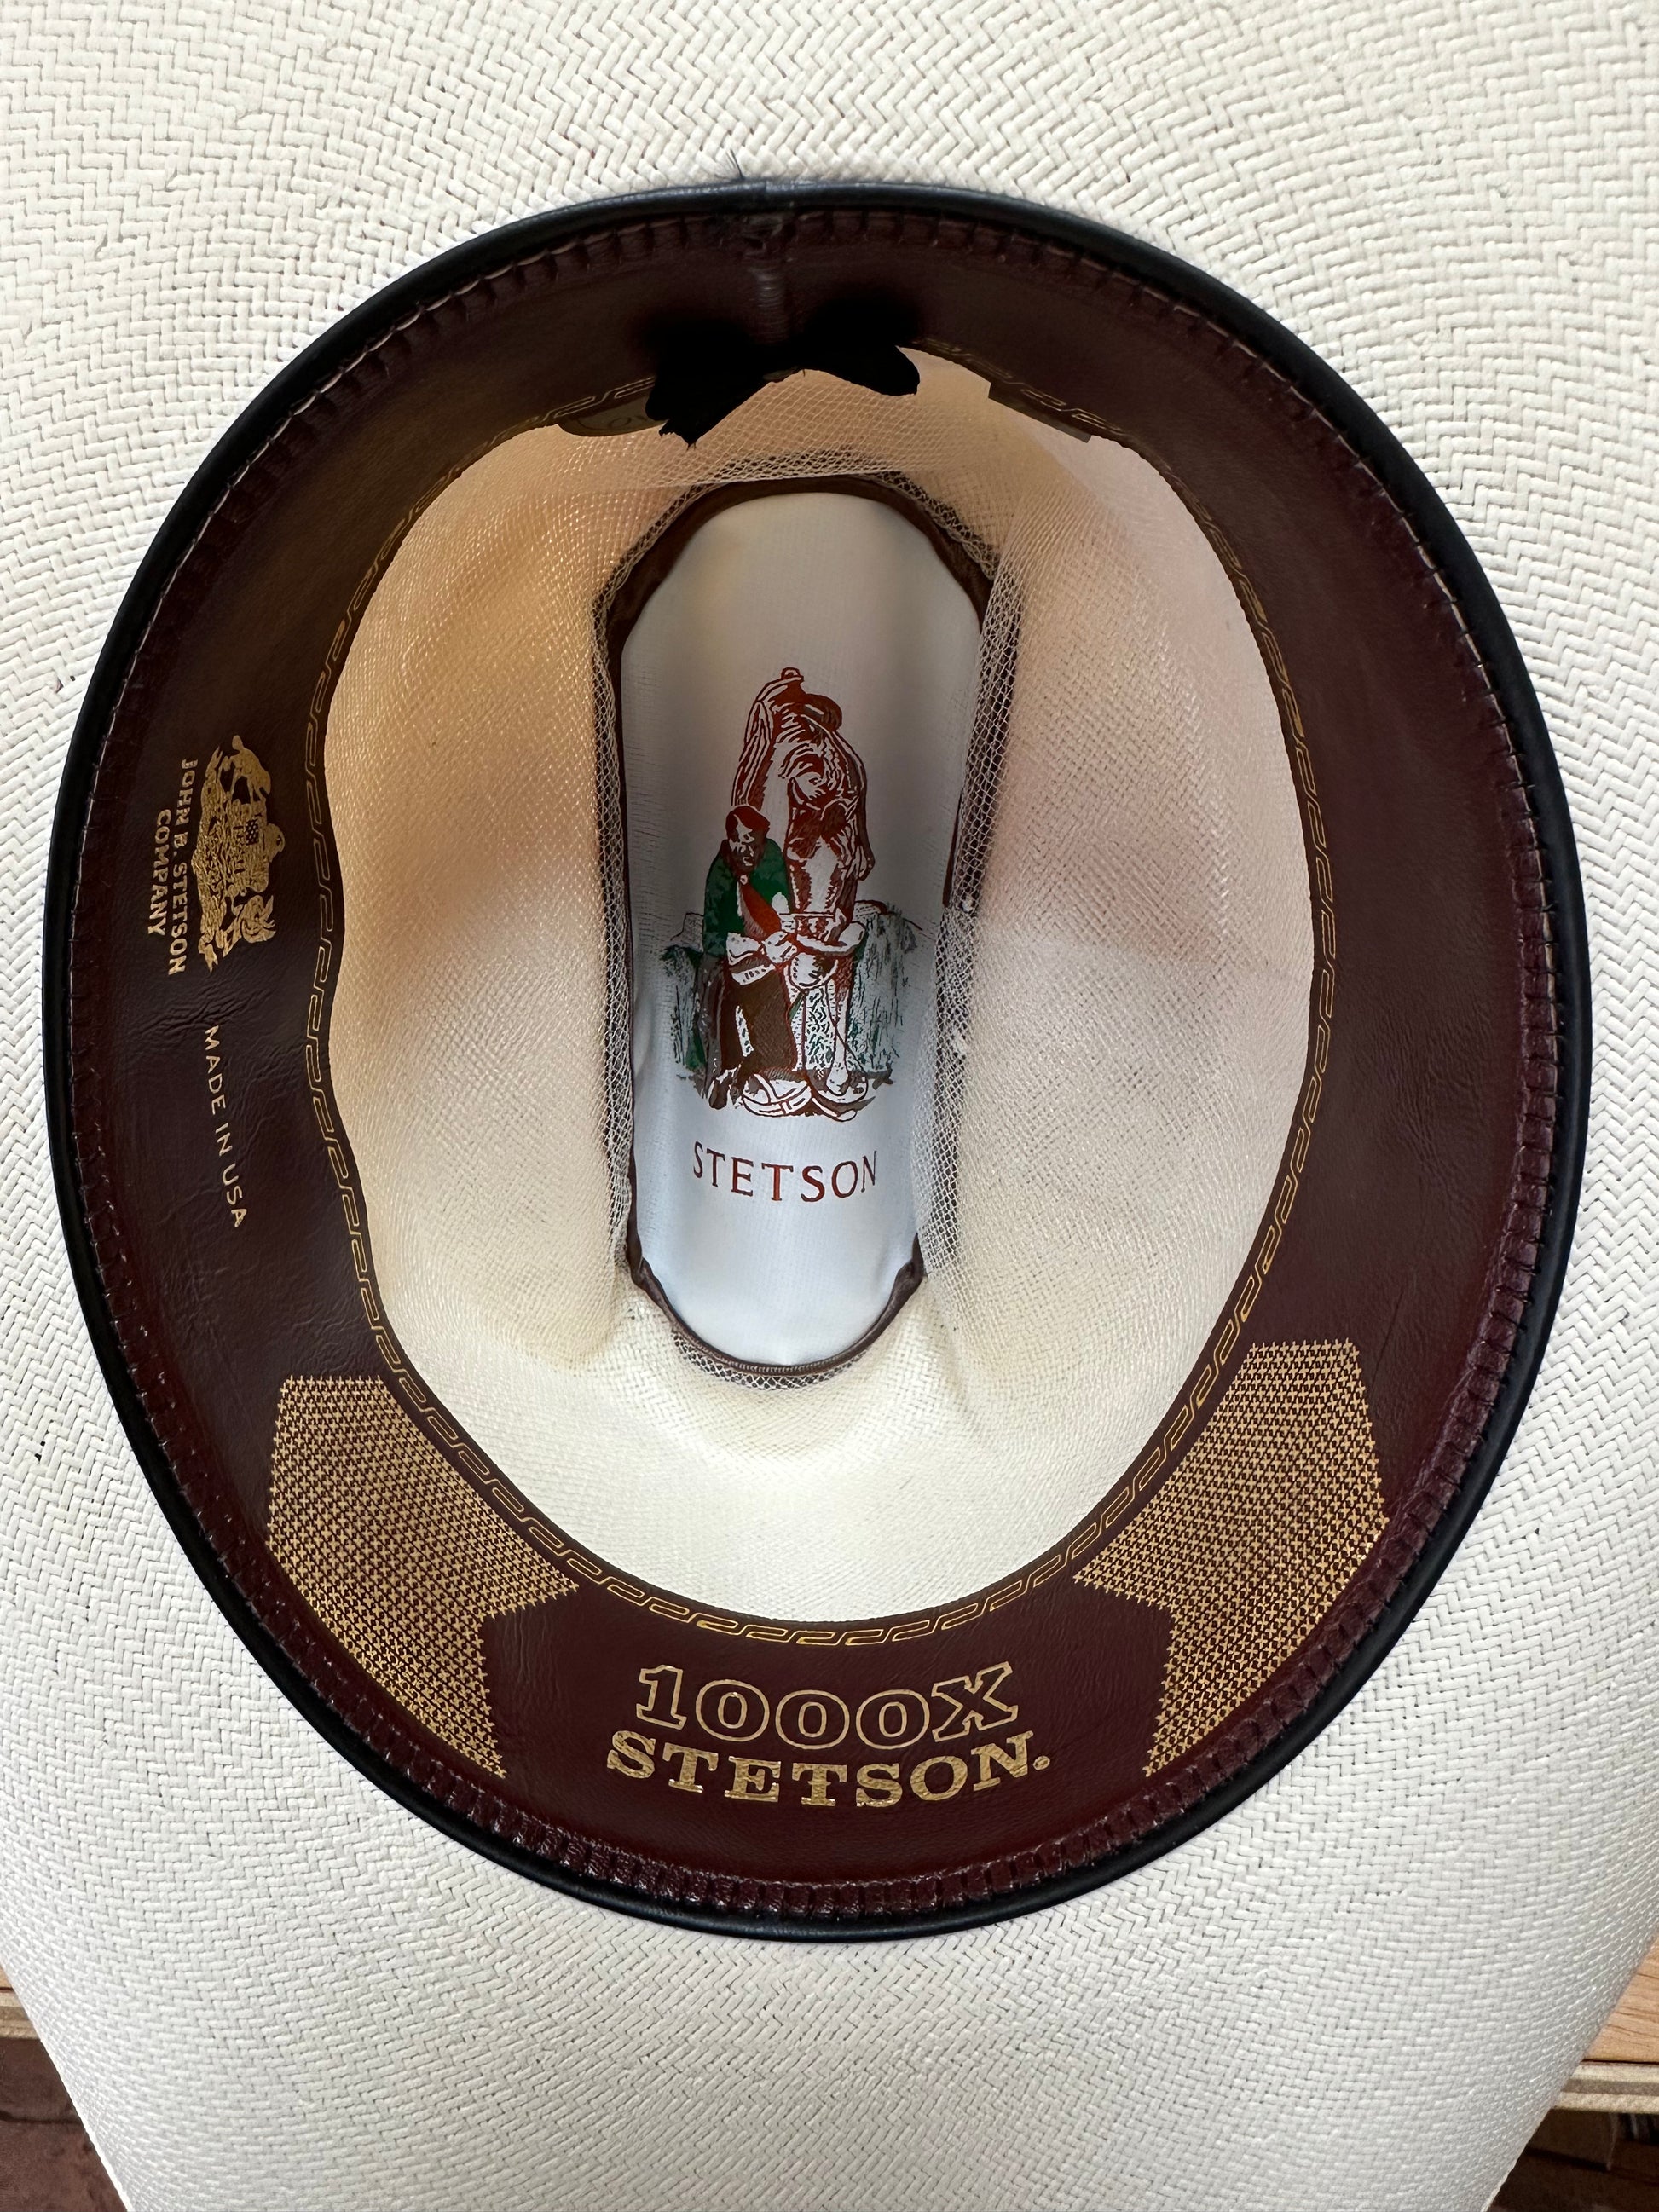 JOHN B. STETSON
COMPANY
MADE IN USA
STETSON
1000X
STETSON.